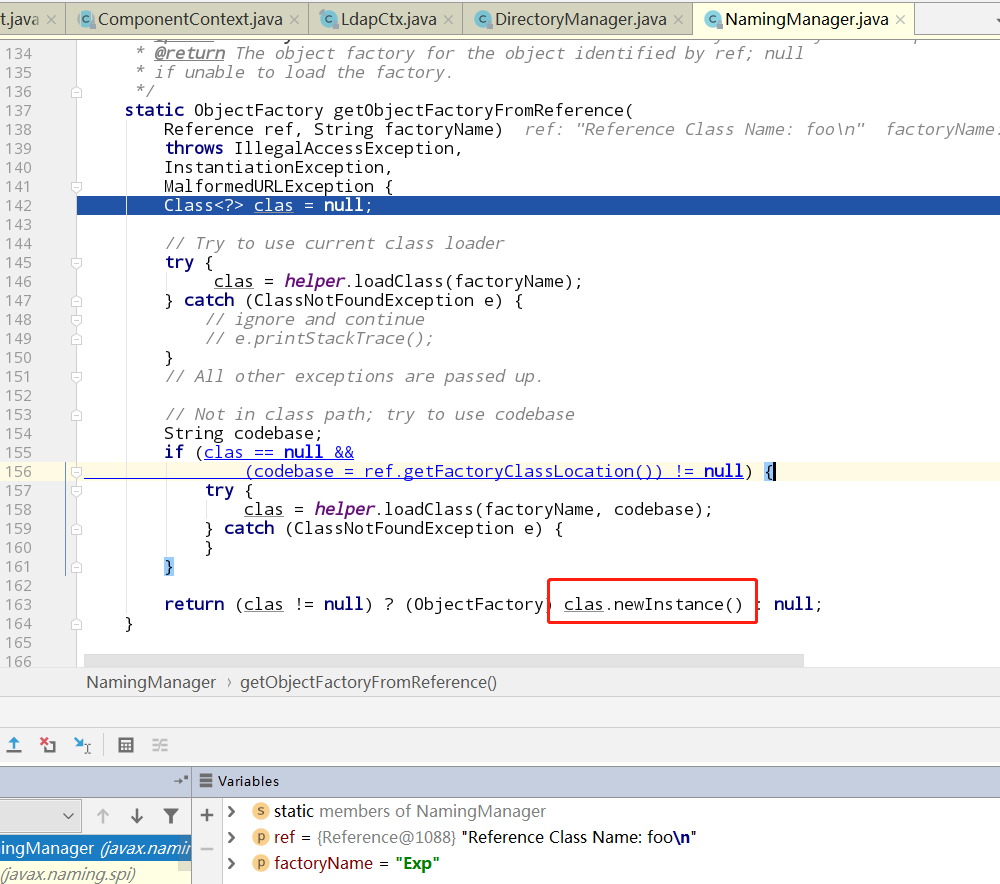 t.java ComponentContext.java LdapCtx.java DirectoryManager.java NamingManager.java
134 * @return The object factory for the object identified by ref; null
135 * if unable to load the factory.
136 */
137 static ObjectFactory getObjectFactoryFromReference(
138 Reference ref, String factoryName) ref: "Reference Class Name: foo\n" factoryName:
139 throws IllegalAccessException,
140 InstantiationException,
141 MalformedURLException {
142 Class<?> clas = null;
143
144 // Try to use current class loader
145 try {
146 clas = helper.loadClass(factoryName);
147 } catch (ClassNotFoundException e) {
148 // ignore and continue
149 // e.printStackTrace();
150 }
151 // All other exceptions are passed up.
152
153 // Not in class path; try to use codebase
154 String codebase;
155 if (clas == null &&
156 (codebase = ref.getFactoryClassLocation()) != null) {
157 try {
158 clas = helper.loadClass(factoryName, codebase);
159 } catch (ClassNotFoundException e) {
160 }
161 }
162
163 return (clas != null) ? (ObjectFactory) clas.newInstance() : null;
164 }
165
166
NamingManager › getObjectFactoryFromReference()
Variables
static members of NamingManager
ingManager (javax.namin
ref = {Reference@1088} "Reference Class Name: foo\n"
(javax.naming.spi)
factoryName = "Exp"